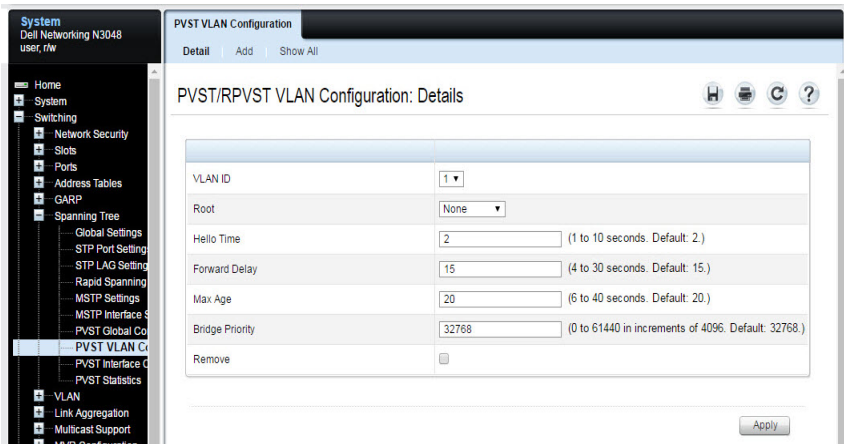 System
Dell Networking N3048
user, r/w
Home
System
Switching
Network Security
Slots
Ports
Address Tables
GARP
Spanning Tree
Global Settings
STP Port Setting
STP LAG Setting
Rapid Spanning
MSTP Settings
MSTP Interface S
PVST Global Co
PVST VLAN Co
PVST Interface C
PVST Statistics
VLAN
Link Aggregation
Multicast Support
MVR Configuration
PVST VLAN Configuration
Detail Add Show All
PVST/RPVST VLAN Configuration: Details
?
VLAN ID 1
Root None
Hello Time 2 (1 to 10 seconds. Default: 2.)
Forward Delay 15 (4 to 30 seconds. Default: 15.)
Max Age 20 (6 to 40 seconds. Default: 20.)
Bridge Priority 32768 (0 to 61440 in increments of 4096. Default: 32768.)
Remove
Apply